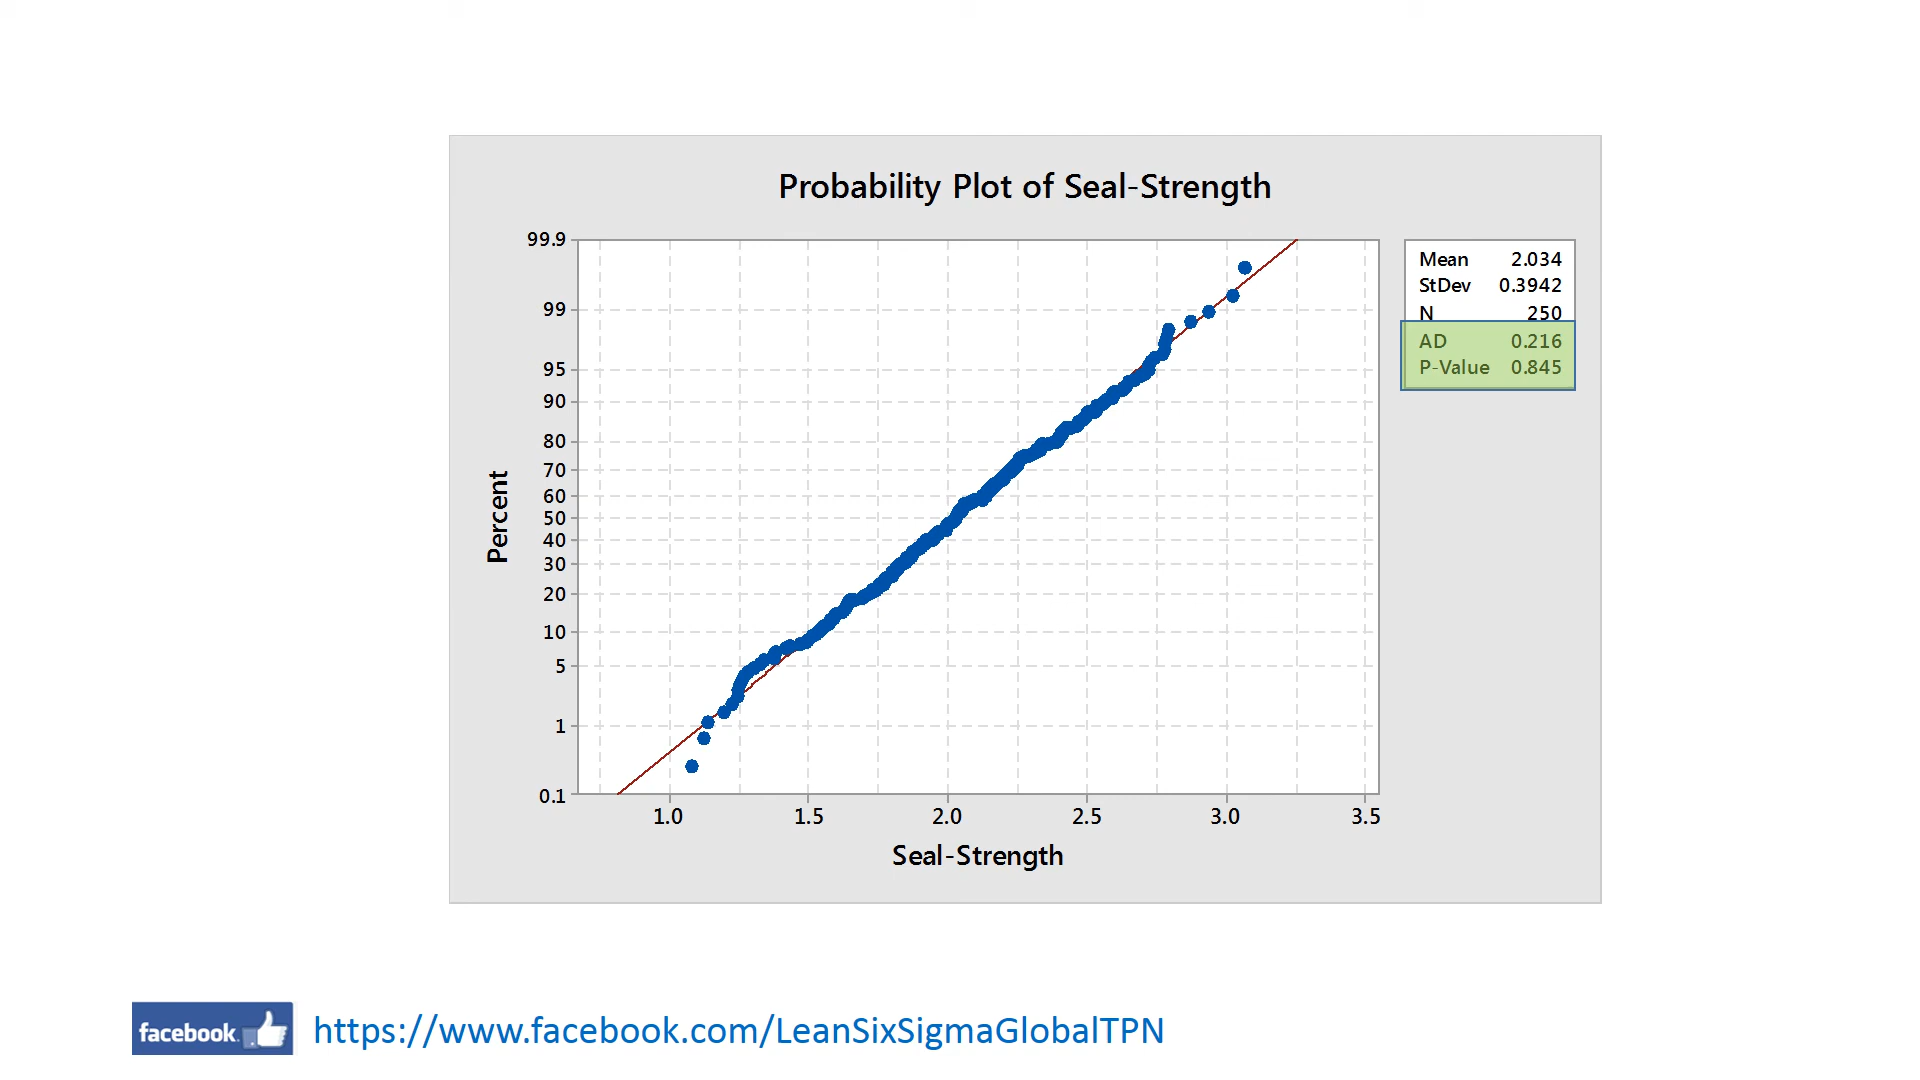 Probability Plot of Seal-Strength
99.9
99
95
90
80
70
60
50
40
30
20
10
5
1
0.1
Percent
1.0 1.5 2.0 2.5 3.0 3.5
Seal-Strength
Mean 2.034
StDev 0.3942
N 250
AD 0.216
P-Value 0.845
facebook.
https://www.facebook.com/LeanSixSigmaGlobalTPN